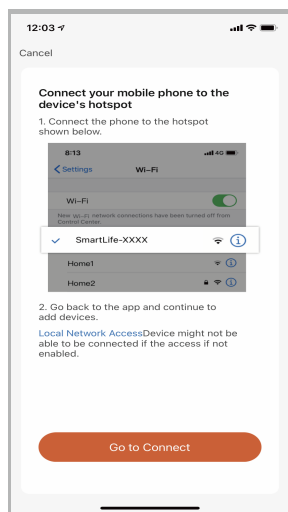 12:03
Cancel
Connect your mobile phone to the
device's hotspot
1. Connect the phone to the hotspot
shown below.
8:13
4G
Settings
Wi-Fi
Wi-Fi
New Wi-Fi network connections have been turned off from
Control Center.
SmartLife-XXXX
Home1
Home2
2. Go back to the app and continue to
add devices.
Local Network AccessDevice might not be
able to be connected if the access if not
enabled.
Go to Connect